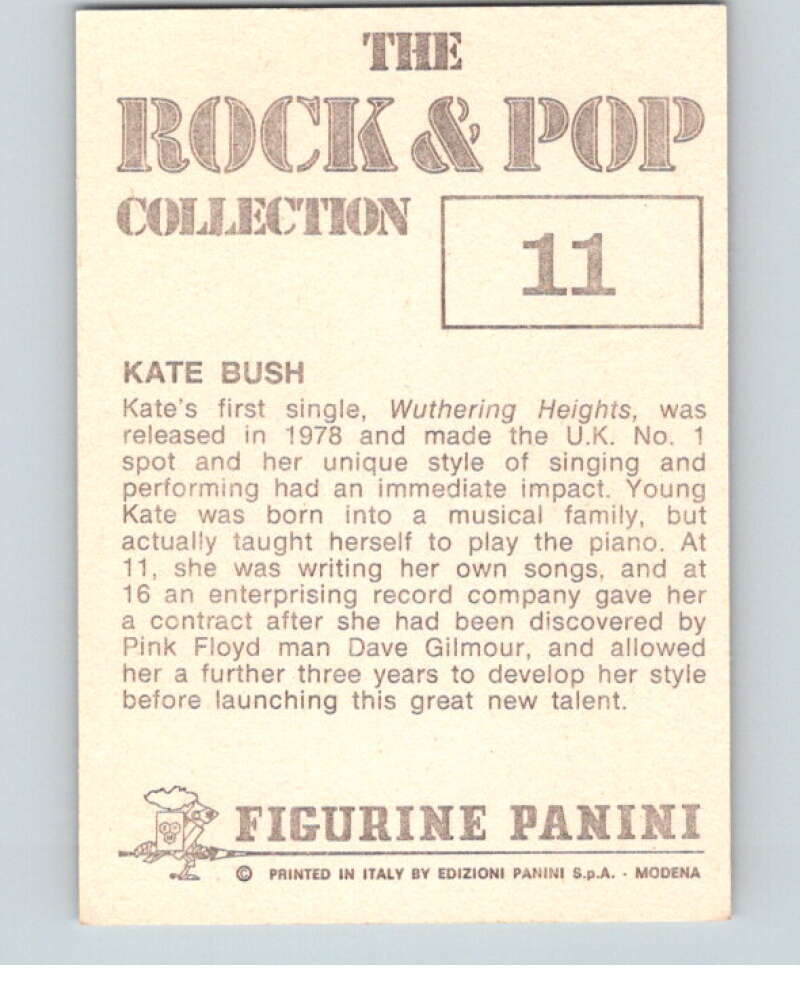 THE
ROCK & POP
COLLECTION
11
KATE BUSH
Kate's first single, Wuthering Heights, was
released in 1978 and made the U.K. No. 1
spot and her unique style of singing and
performing had an immediate impact. Young
Kate was born into a musical family, but
actually taught herself to play the piano. At
11, she was writing her own songs, and at
16 an enterprising record company gave her
a contract after she had been discovered by
Pink Floyd man Dave Gilmour, and allowed
her a further three years to develop her style
before launching this great new talent.
FIGURINE PANINI
© PRINTED IN ITALY BY EDIZIONI PANINI S.p.A. - MODENA